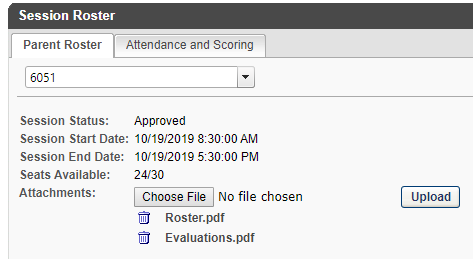 Session Roster
Parent Roster Attendance and Scoring
6051
Session Status: Approved
Session Start Date: 10/19/2019 8:30:00 AM
Session End Date: 10/19/2019 5:30:00 PM
Seats Available: 24/30
Attachments: Choose File No file chosen Upload
Roster.pdf
Evaluations.pdf